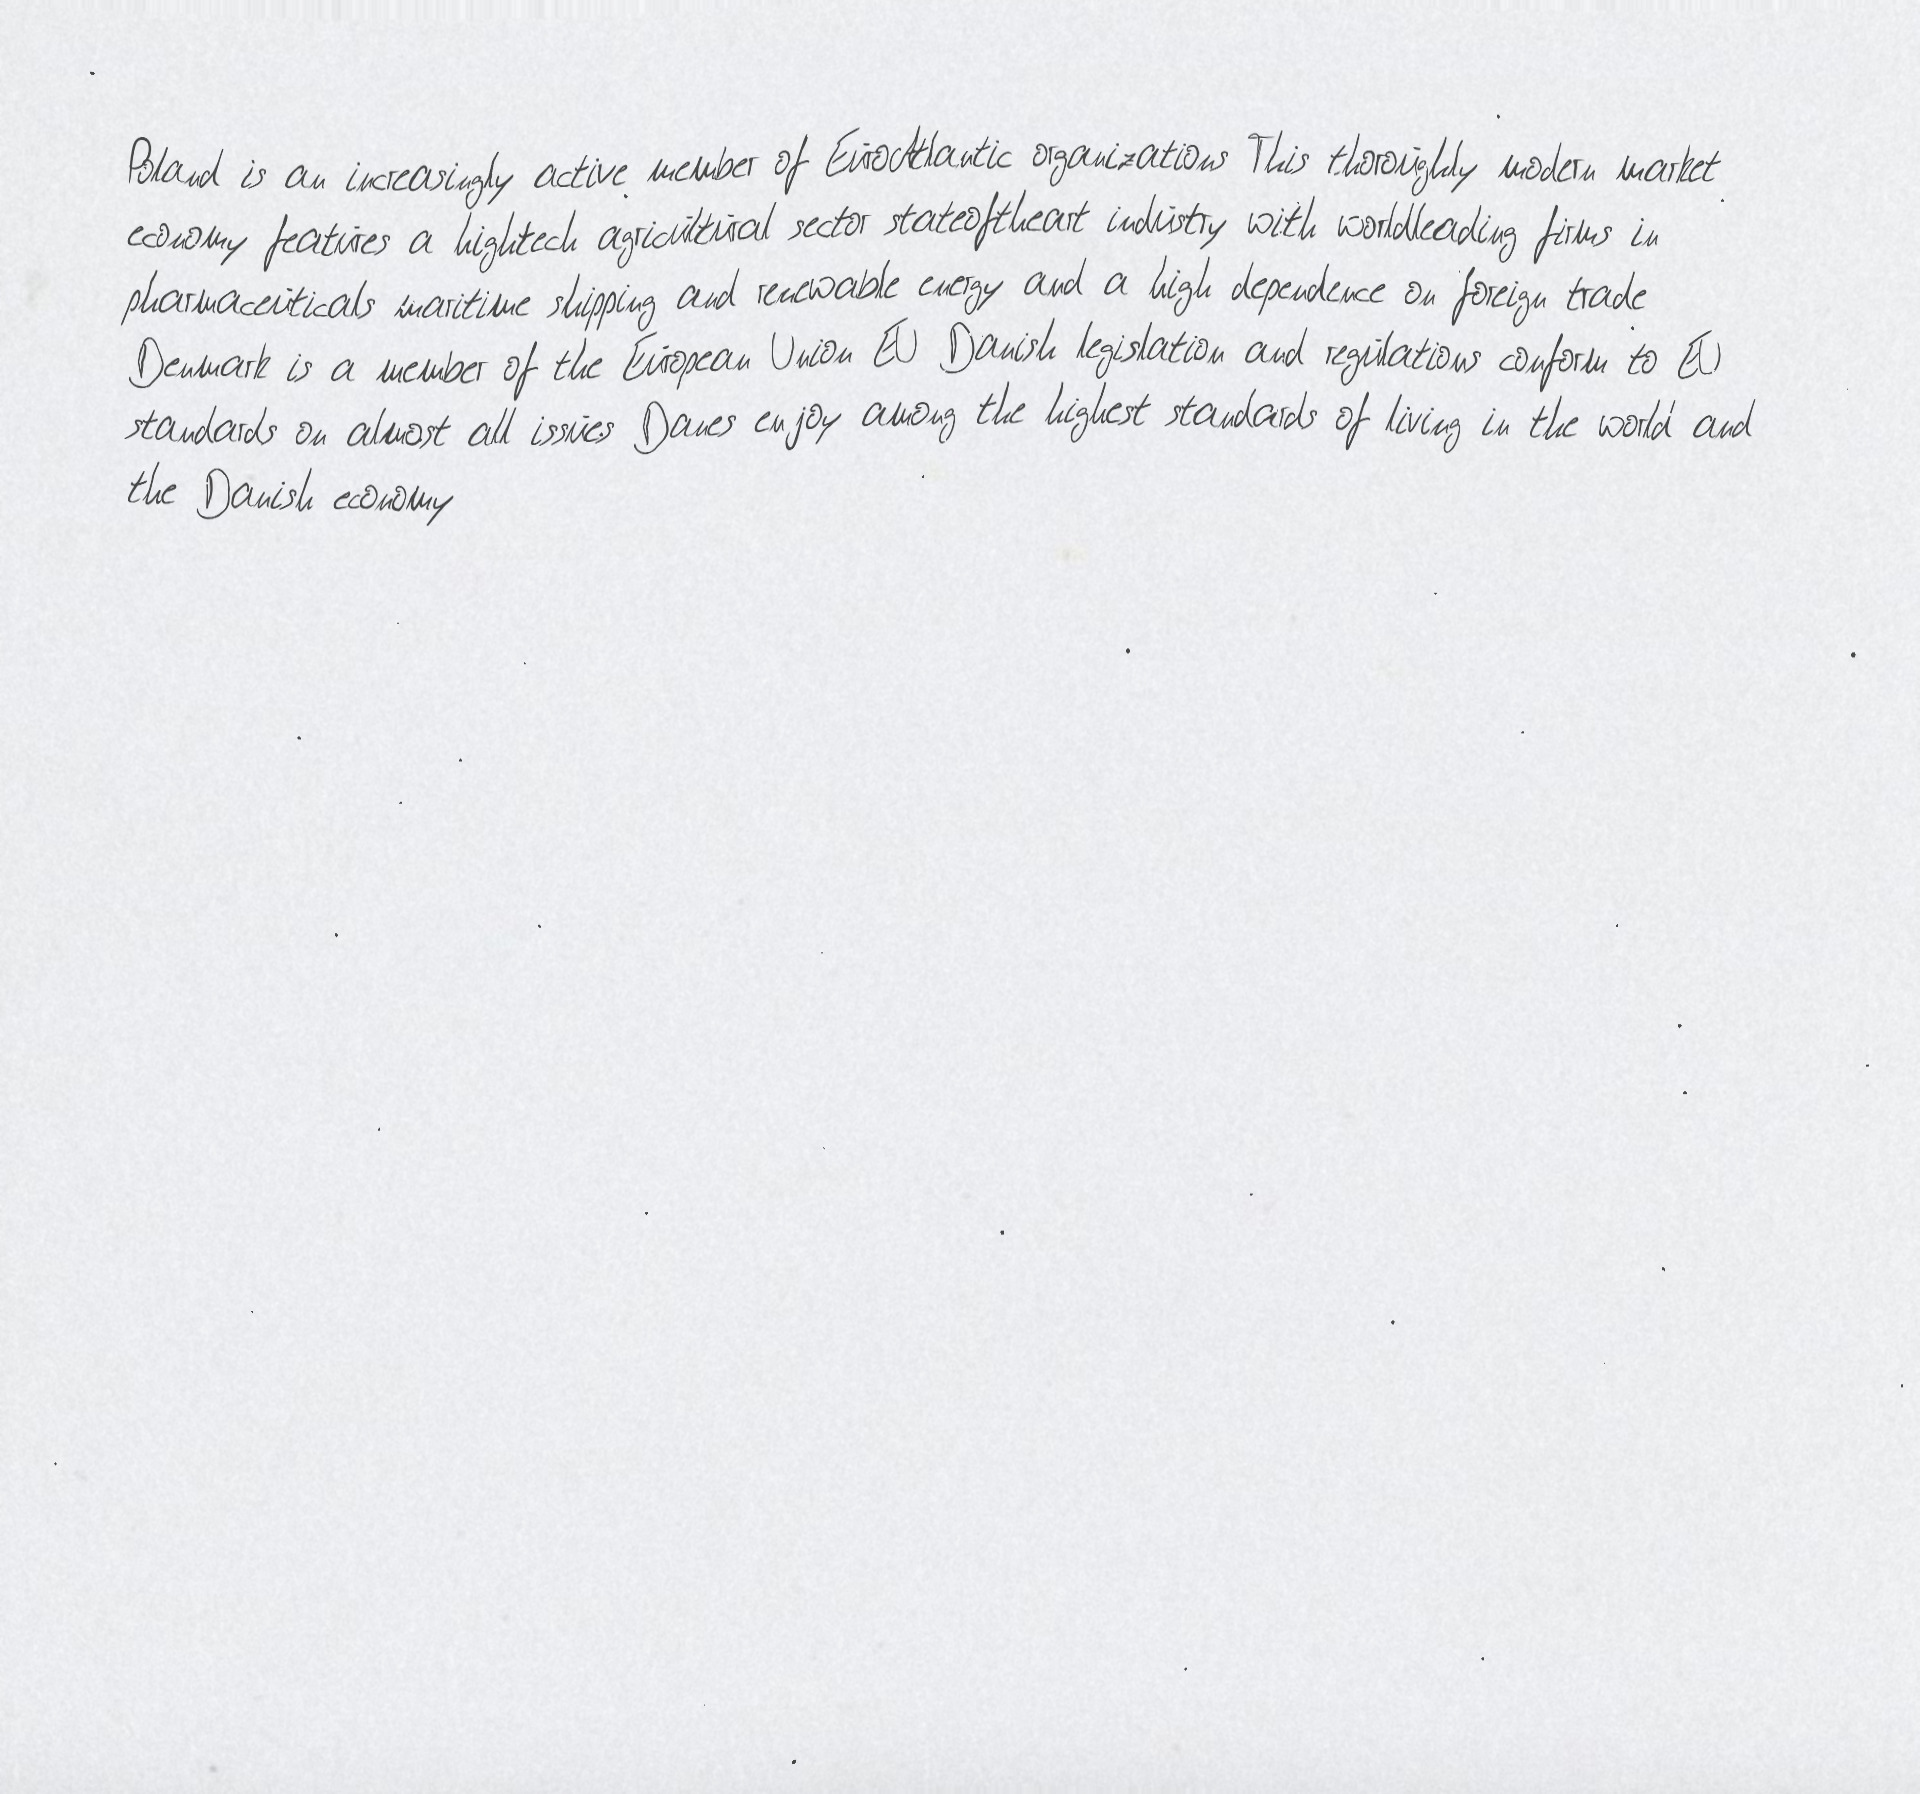 Poland is an increasingly active member of EuroAtlantic organizations This thoroughly modern market
economy features a hightech agricultural sector stateoftheart industry with worldleading firms in
pharmaceuticals maritime shipping and renewable energy and a high dependence on foreign trade
Denmark is a member of the European Union EU Danish legislation and regulations conform to EU
standards on almost all issues Danes enjoy among the highest standards of living in the world and
the Danish economy